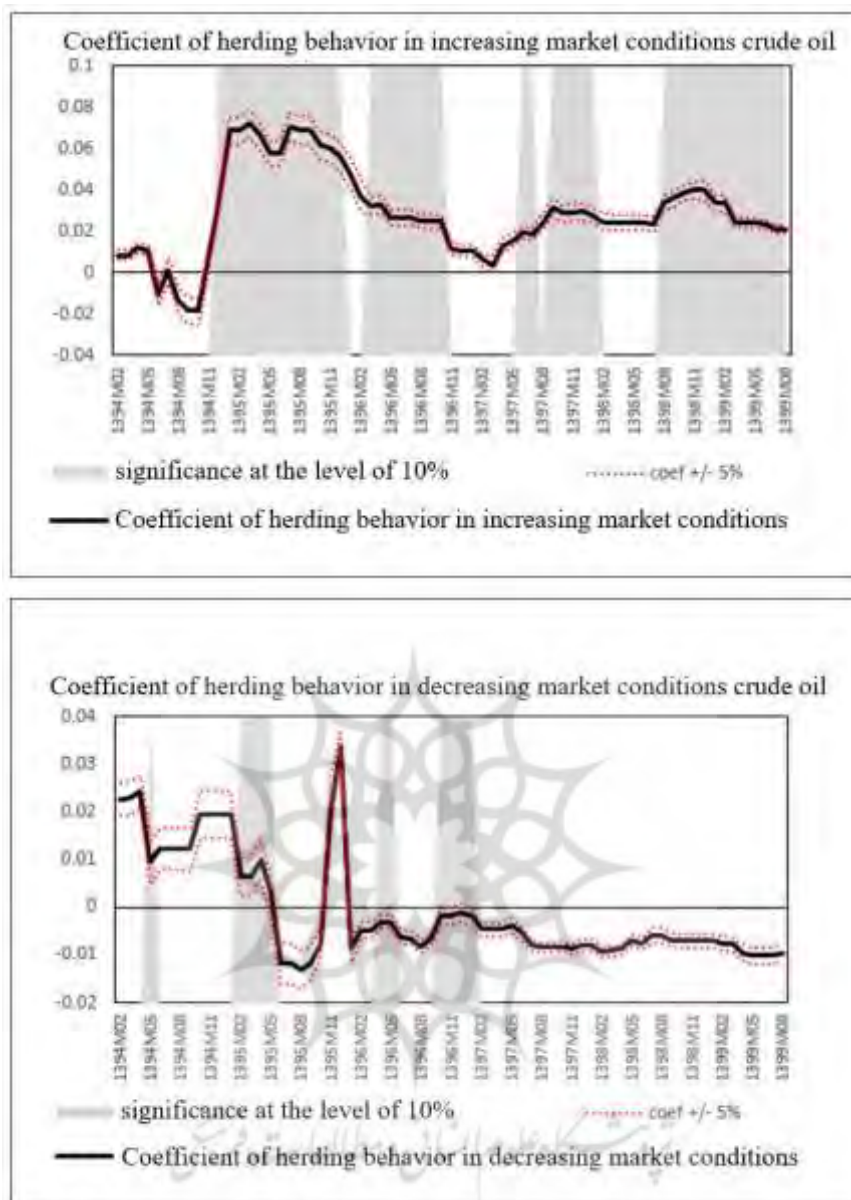 Coefficient of herding behavior in increasing market conditions crude oil
0.1
0.08
0.06
0.04
0.02
0
-0.02
-0.04
1394M02
1394M05
1394M08
1394M11
1395M02
1395M05
1395M08
1395M11
1396M02
1396M05
1396M08
1396M11
1397M02
1397M05
1397M08
1397M11
1398M02
1398M05
1398M08
1398M11
1399M02
1399M05
1399M08
significance at the level of 10%
coef +/- 5%
Coefficient of herding behavior in increasing market conditions
Coefficient of herding behavior in decreasing market conditions crude oil
0.04
0.03
0.02
0.01
0
-0.01
-0.02
1394M02
1394M05
1394M08
1394M11
1395M02
1395M05
1395M08
1395M11
1396M02
1396M05
1396M08
1396M11
1397M02
1397M05
1397M08
1397M11
1398M02
1398M05
1398M08
1398M11
1399M02
1399M05
1399M08
significance at the level of 10%
coef +/- 5%
Coefficient of herding behavior in decreasing market conditions